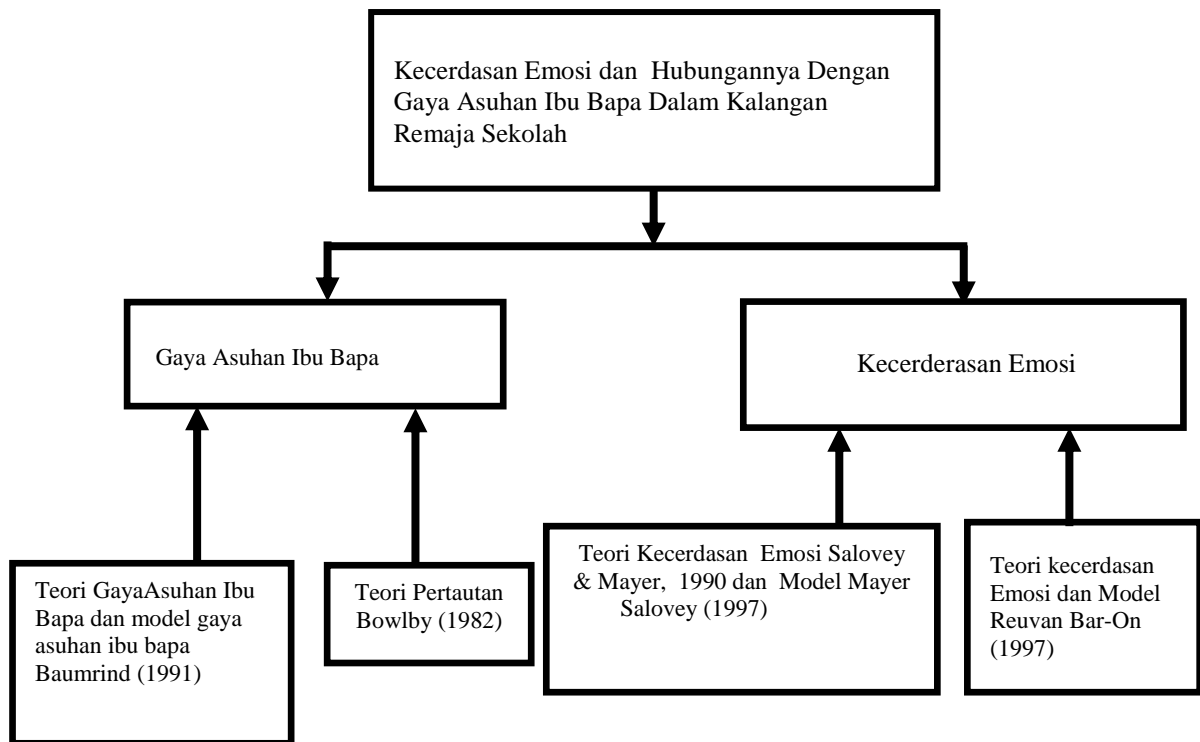 Kecerdasan Emosi dan Hubungannya Dengan
Gaya Asuhan Ibu Bapa Dalam Kalangan
Remaja Sekolah
Gaya Asuhan Ibu Bapa
Kecerderasan Emosi
Teori GayaAsuhan Ibu
Bapa dan model gaya
asuhan ibu bapa
Baumrind (1991)
Teori Pertautan
Bowlby (1982)
Teori Kecerdasan Emosi Salovey
& Mayer, 1990 dan Model Mayer
Salovey (1997)
Teori kecerdasan
Emosi dan Model
Reuvan Bar-On
(1997)